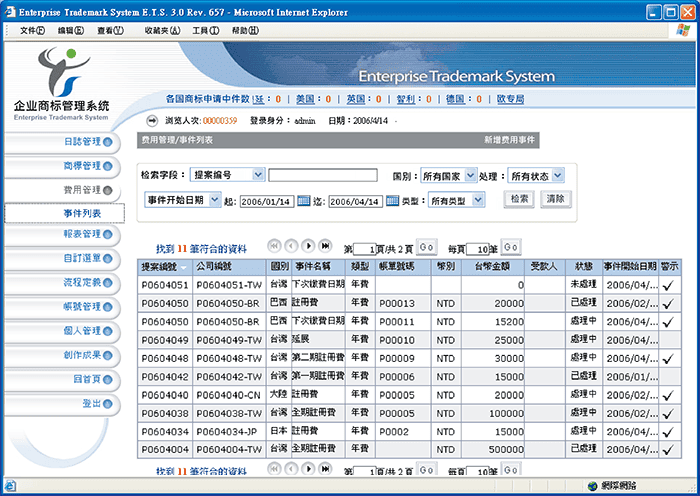 Enterprise Trademark System E.T.S. 3.0 Rev. 657 - Microsoft Internet Explorer
文件(F) 编辑(E) 查看(V) 收藏夹(A) 工具(T) 帮助(H)
企业商标管理系统
Enterprise Trademark System
Enterprise Trademark System
各国商标申请中件数 廷: 0 | 美国: 0 | 英国: 0 | 智利: 0 | 德国: 0 | 欧专局
浏览人次: 00000359 登录身分: admin 日期: 2006/4/14
日誌管理
商標管理
費用管理
事件列表
報表管理
自訂選單
流程定義
帳號管理
個人管理
創作成果
回首頁
登出
费用管理/事件列表 新增费用事件
检索字段: 提案编号
国别: 所有国家 处理: 所有状态
事件开始日期 起: 2006/01/14 迄: 2006/04/14 类型: 所有类型 检索 清除
找到 11 筆符合的資料 第 1 頁/共 2 頁 Go 每頁 10 筆 Go
提案編號 公司編號 國別 事件名稱 類型 帳單號碼 幣別 台幣金額 受款人 狀態 事件開始日期 警示
P0604051 P0604051-TW 台灣 下次繳費日期 年費 0 未處理 2006/04/...
P0604050 P0604050-BR 巴西 註冊費 年費 P00013 NTD 20000 已處理 2006/02/...
P0604050 P0604050-BR 巴西 下次繳費日期 年費 P00011 NTD 15200 處理中 2006/04/...
P0604049 P0604049-TW 台灣 延展 年費 P00010 NTD 25000 處理中 2006/04/...
P0604048 P0604048-TW 台灣 第二期註冊費 年費 P00009 NTD 30000 處理中 2006/04/...
P0604042 P0604042-TW 台灣 第一期註冊費 年費 P00006 NTD 15000 已處理 2006/01/...
P0604040 P0604040-CN 大陸 註冊費 年費 P00005 NTD 20000 處理中 2006/02/...
P0604038 P0604038-TW 台灣 全期註冊費 年費 P00005 NTD 100000 處理中 2006/02/...
P0604034 P0604034-JP 日本 註冊費 年費 P0002 NTD 15000 處理中 2006/04/...
P0604004 P0604004-TW 台灣 全期註冊費 年費 500000 已處理 2006/04/...
找到 11 筆符合的資料 第 1 頁/共 2 頁 Go 每頁 10 筆 Go
網際網路